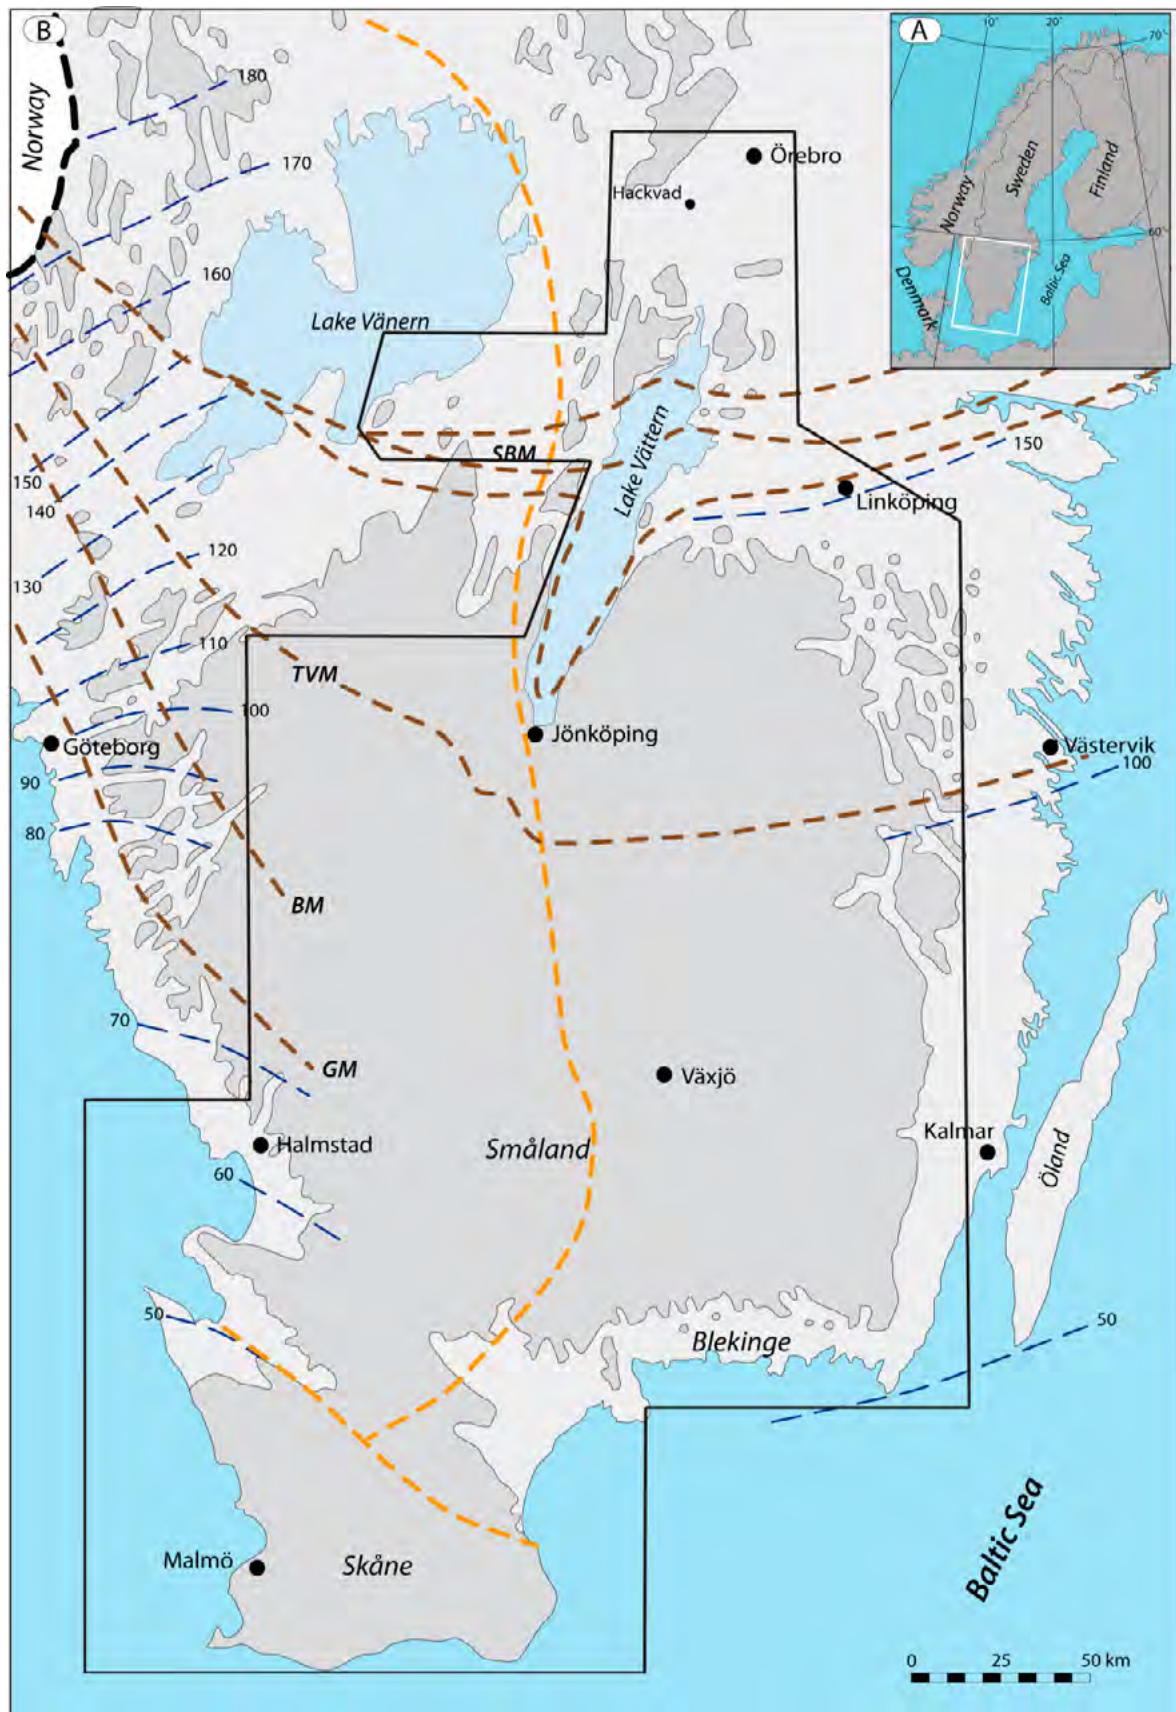 B
A
10˚
20˚
70˚
60˚
Norway
Sweden
Finland
Denmark
Baltic Sea
Norway
180
170
160
Örebro
Hackvad
Lake Vänern
Lake Vättern
SBM
150
150
140
Linköping
130
120
110
TVM
100
Göteborg
Jönköping
Västervik
100
90
80
BM
70
GM
Växjö
Halmstad
Småland
Kalmar
Öland
60
50
Blekinge
50
Malmö
Skåne
Baltic Sea
0 25 50 km